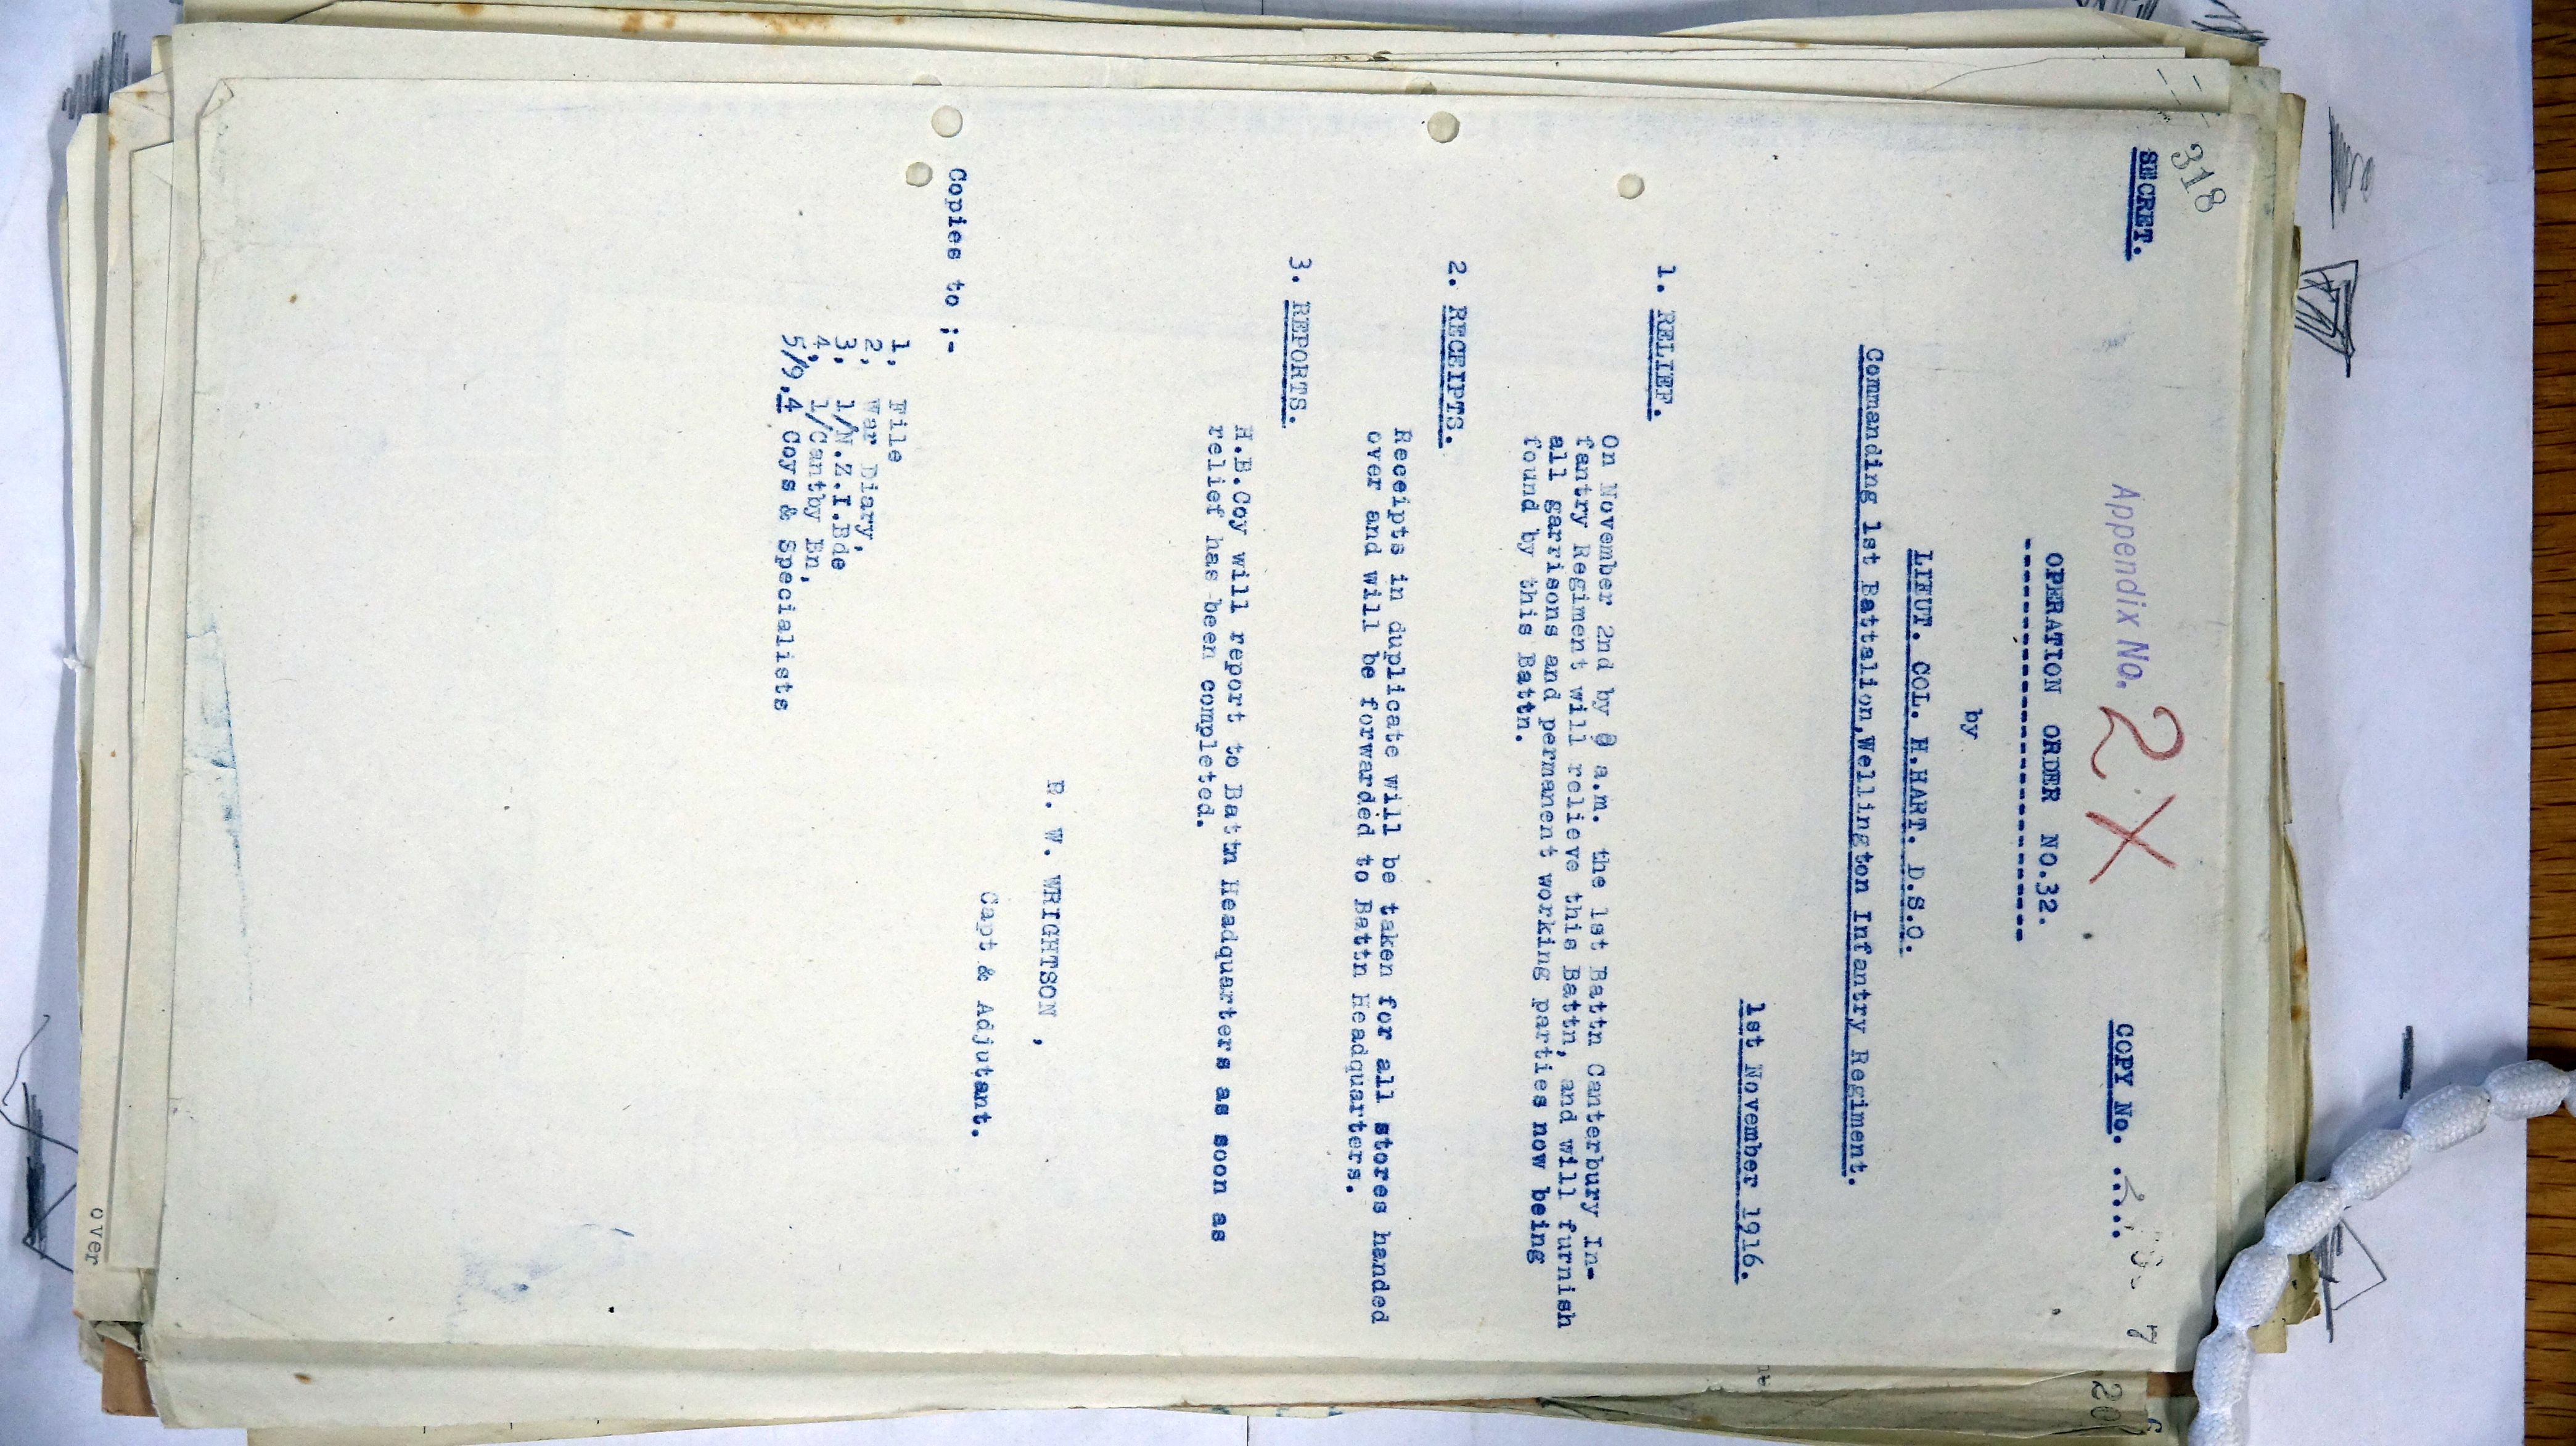 318
SECRET.
Appendix No. 2 X
COPY No. ..2...
OPERATION ORDER NO.32.
by
LIEUT. COL. H.HART. D.S.O.
Commanding 1st Battalion,Wellington Infantry Regiment.
1st November 1916.
1. RELIEF.
On November 2nd by @ a.m. the 1st Battn Canterbury In-
fantry Regiment will relieve this Battn, and will furnish
all garrisons and permanent working parties now being
found by this Battn.
2. RECEIPTS.
Receipts in duplicate will be taken for all stores handed
over and will be forwarded to Battn Headquarters.
3. REPORTS.
H.B.Coy will report to Battn Headquarters as soon as
relief has been completed.
R. W. WRIGHTSON ,
Capt & Adjutant.
Copies to ;-
1, File
2, War Diary,
3, 1/N.Z.I.Bde
4, 1/Cantby Bn,
5/9.4 Coys & Specialists
over